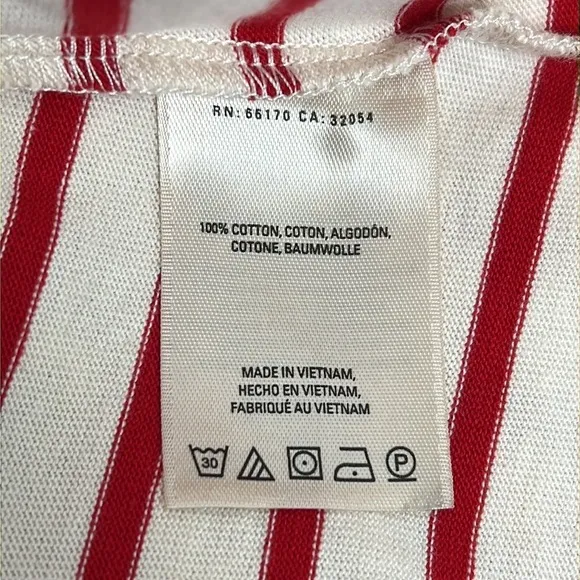 RN: 66170 CA: 32054
100% COTTON, COTON, ALGODÓN,
COTONE, BAUMWOLLE
MADE IN VIETNAM,
HECHO EN VIETNAM,
FABRIQUÉ AU VIETNAM
30 P